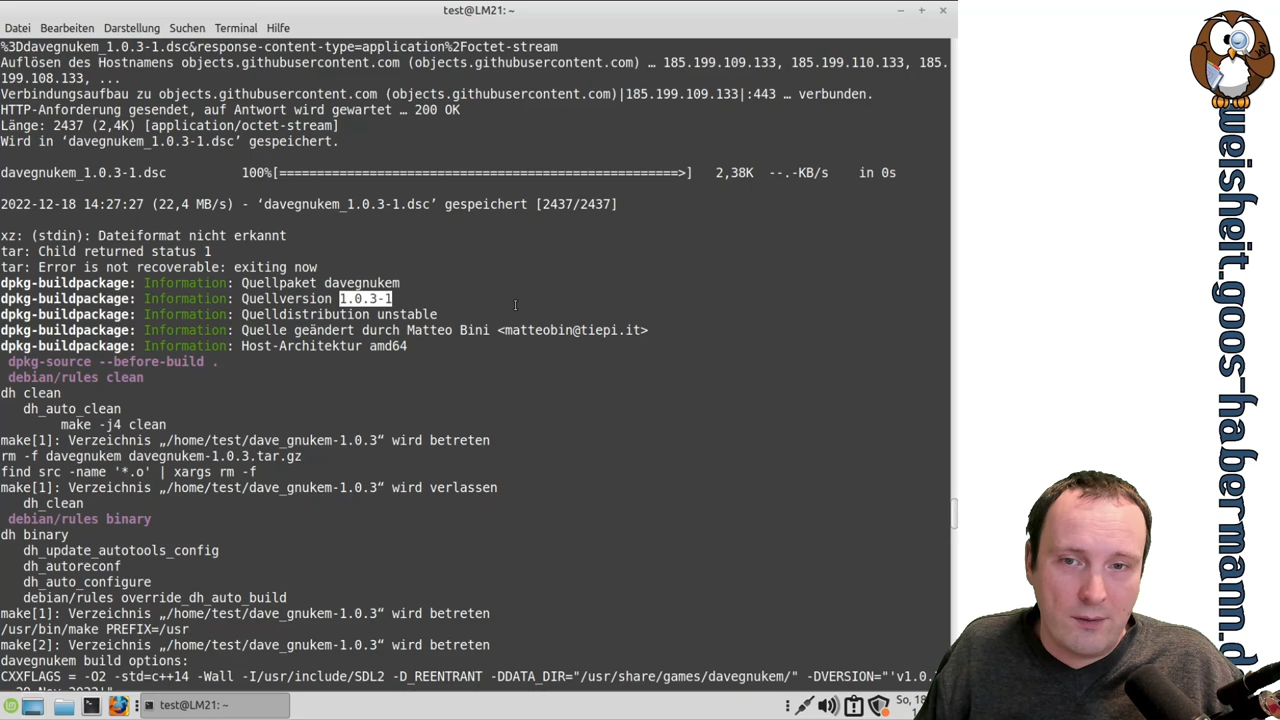 test@LM21: ~
Datei Bearbeiten Darstellung Suchen Terminal Hilfe
%3Ddavegnukem_1.0.3-1.dsc&response-content-type=application%2Foctet-stream
Auflösen des Hostnamens objects.githubusercontent.com (objects.githubusercontent.com) … 185.199.109.133, 185.199.110.133, 185.
199.108.133, ...
Verbindungsaufbau zu objects.githubusercontent.com (objects.githubusercontent.com)|185.199.109.133|:443 … verbunden.
HTTP-Anforderung gesendet, auf Antwort wird gewartet … 200 OK
Länge: 2437 (2,4K) [application/octet-stream]
Wird in ‘davegnukem_1.0.3-1.dsc’ gespeichert.
davegnukem_1.0.3-1.dsc 100%[=====================================================>] 2,38K --.-KB/s in 0s
2022-12-18 14:27:27 (22,4 MB/s) - ‘davegnukem_1.0.3-1.dsc’ gespeichert [2437/2437]
xz: (stdin): Dateiformat nicht erkannt
tar: Child returned status 1
tar: Error is not recoverable: exiting now
dpkg-buildpackage: Information: Quellpaket davegnukem
dpkg-buildpackage: Information: Quellversion 1.0.3-1
dpkg-buildpackage: Information: Quelldistribution unstable
dpkg-buildpackage: Information: Quelle geändert durch Matteo Bini <matteobin@tiepi.it>
dpkg-buildpackage: Information: Host-Architektur amd64
dpkg-source --before-build .
debian/rules clean
dh clean
dh_auto_clean
make -j4 clean
make[1]: Verzeichnis „/home/test/dave_gnukem-1.0.3“ wird betreten
rm -f davegnukem davegnukem-1.0.3.tar.gz
find src -name '*.o' | xargs rm -f
make[1]: Verzeichnis „/home/test/dave_gnukem-1.0.3“ wird verlassen
dh_clean
debian/rules binary
dh binary
dh_update_autotools_config
dh_autoreconf
dh_auto_configure
debian/rules override_dh_auto_build
make[1]: Verzeichnis „/home/test/dave_gnukem-1.0.3“ wird betreten
/usr/bin/make PREFIX=/usr
make[2]: Verzeichnis „/home/test/dave_gnukem-1.0.3“ wird betreten
davegnukem build options:
CXXFLAGS = -O2 -std=c++14 -Wall -I/usr/include/SDL2 -D_REENTRANT -DDATA_DIR="/usr/share/games/davegnukem/" -DVERSION="'v1.0.
test@LM21: ~
So, 18
weisheit.goos-habermann.d